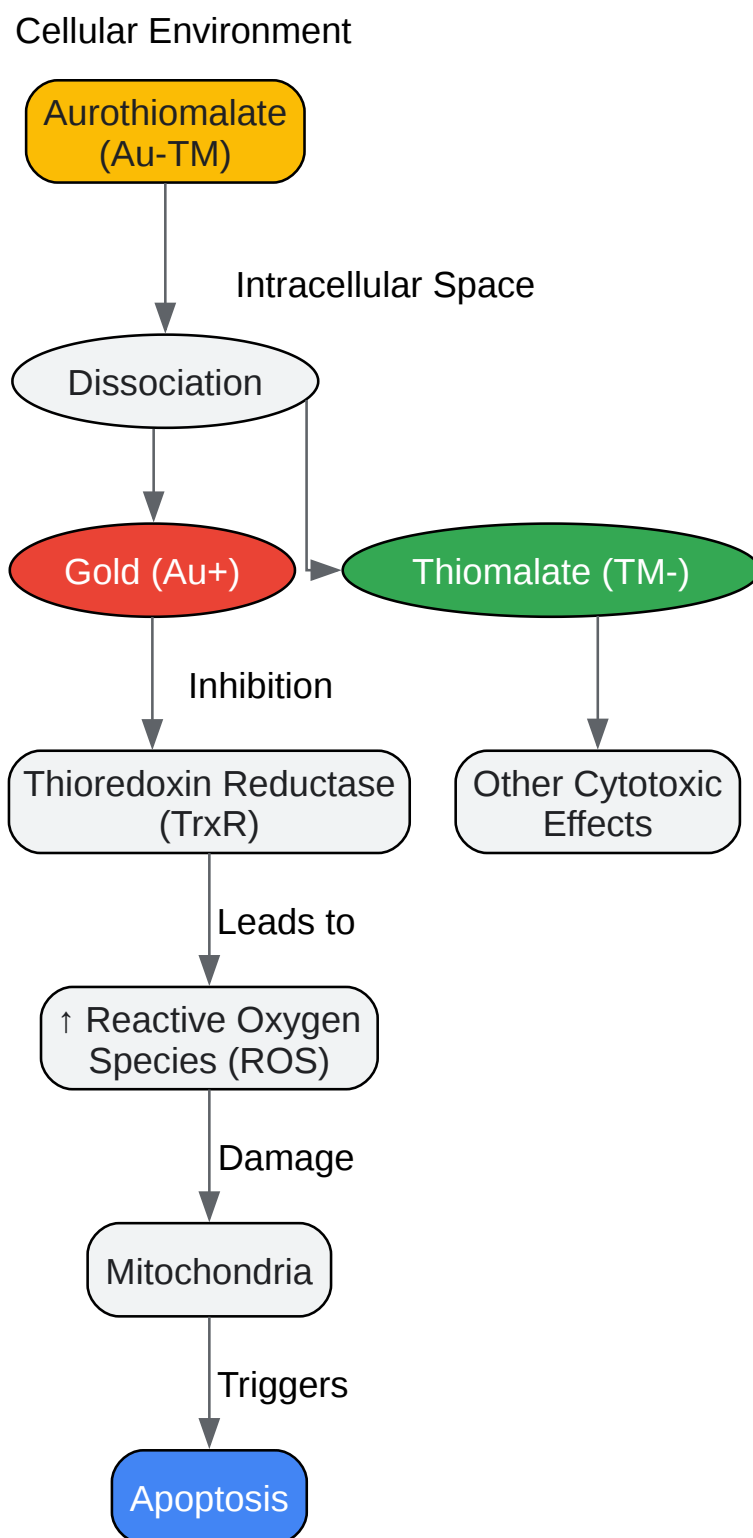 Cellular Environment
Aurothiomalate
(Au-TM)
Intracellular Space
Dissociation
Gold (Au+)
Thiomalate (TM-)
Inhibition
Thioredoxin Reductase
(TrxR)
Other Cytotoxic
Effects
Leads to
↑ Reactive Oxygen
Species (ROS)
Damage
Mitochondria
Triggers
Apoptosis